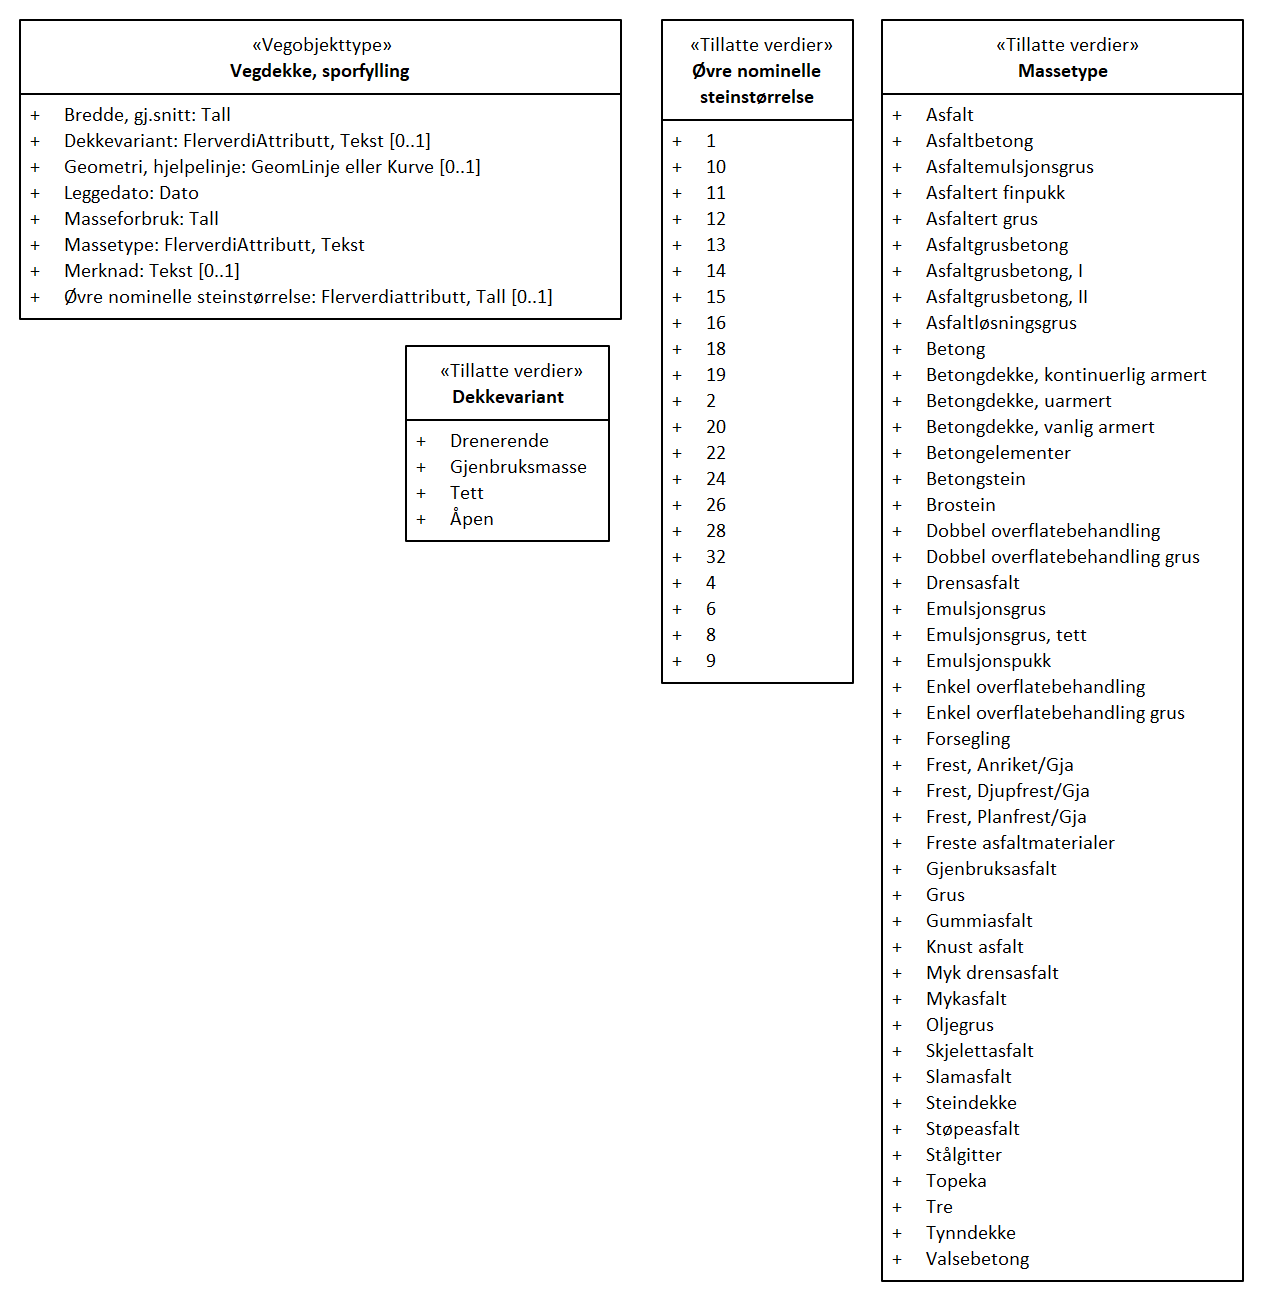 «Vegobjekttype»
Vegdekke, sporfylling
+ Bredde, gj.snitt: Tall
+ Dekkevariant: FlerverdiAttributt, Tekst [0..1]
+ Geometri, hjelpelinje: GeomLinje eller Kurve [0..1]
+ Leggedato: Dato
+ Masseforbruk: Tall
+ Massetype: FlerverdiAttributt, Tekst
+ Merknad: Tekst [0..1]
+ Øvre nominelle steinstørrelse: Flerverdiattributt, Tall [0..1]
«Tillatte verdier»
Dekkevariant
+ Drenerende
+ Gjenbruksmasse
+ Tett
+ Åpen
«Tillatte verdier»
Øvre nominelle
steinstørrelse
+ 1
+ 10
+ 11
+ 12
+ 13
+ 14
+ 15
+ 16
+ 18
+ 19
+ 2
+ 20
+ 22
+ 24
+ 26
+ 28
+ 32
+ 4
+ 6
+ 8
+ 9
«Tillatte verdier»
Massetype
+ Asfalt
+ Asfaltbetong
+ Asfaltemulsjonsgrus
+ Asfaltert finpukk
+ Asfaltert grus
+ Asfaltgrusbetong
+ Asfaltgrusbetong, I
+ Asfaltgrusbetong, II
+ Asfaltløsningsgrus
+ Betong
+ Betongdekke, kontinuerlig armert
+ Betongdekke, uarmert
+ Betongdekke, vanlig armert
+ Betongelementer
+ Betongstein
+ Brostein
+ Dobbel overflatebehandling
+ Dobbel overflatebehandling grus
+ Drensasfalt
+ Emulsjonsgrus
+ Emulsjonsgrus, tett
+ Emulsjonspukk
+ Enkel overflatebehandling
+ Enkel overflatebehandling grus
+ Forsegling
+ Frest, Anriket/Gja
+ Frest, Djupfrest/Gja
+ Frest, Planfrest/Gja
+ Freste asfaltmaterialer
+ Gjenbruksasfalt
+ Grus
+ Gummiasfalt
+ Knust asfalt
+ Myk drensasfalt
+ Mykasfalt
+ Oljegrus
+ Skjelettasfalt
+ Slamasfalt
+ Steindekke
+ Støpeasfalt
+ Stålgitter
+ Topeka
+ Tre
+ Tynndekke
+ Valsebetong